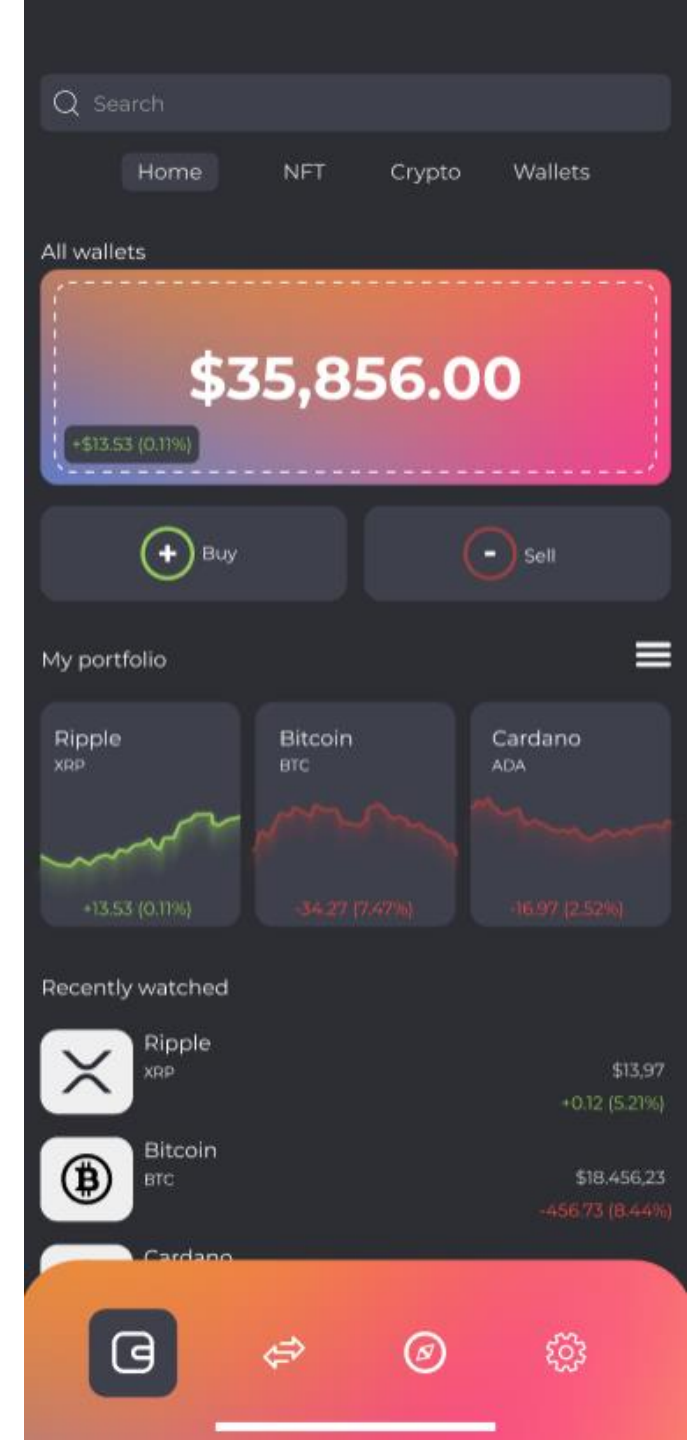 Search
Home NFT Crypto Wallets
All wallets
$35,856.00
+$13.53 (0.11%)
+ Buy
- Sell
My portfolio
Ripple
XRP
+13.53 (0.11%)
Bitcoin
BTC
-34.27 (7.47%)
Cardano
ADA
-16.97 (2.52%)
Recently watched
Ripple
XRP
$13,97
+0.12 (5.21%)
Bitcoin
BTC
$18.456,23
-456.73 (8.44%)
Cardano